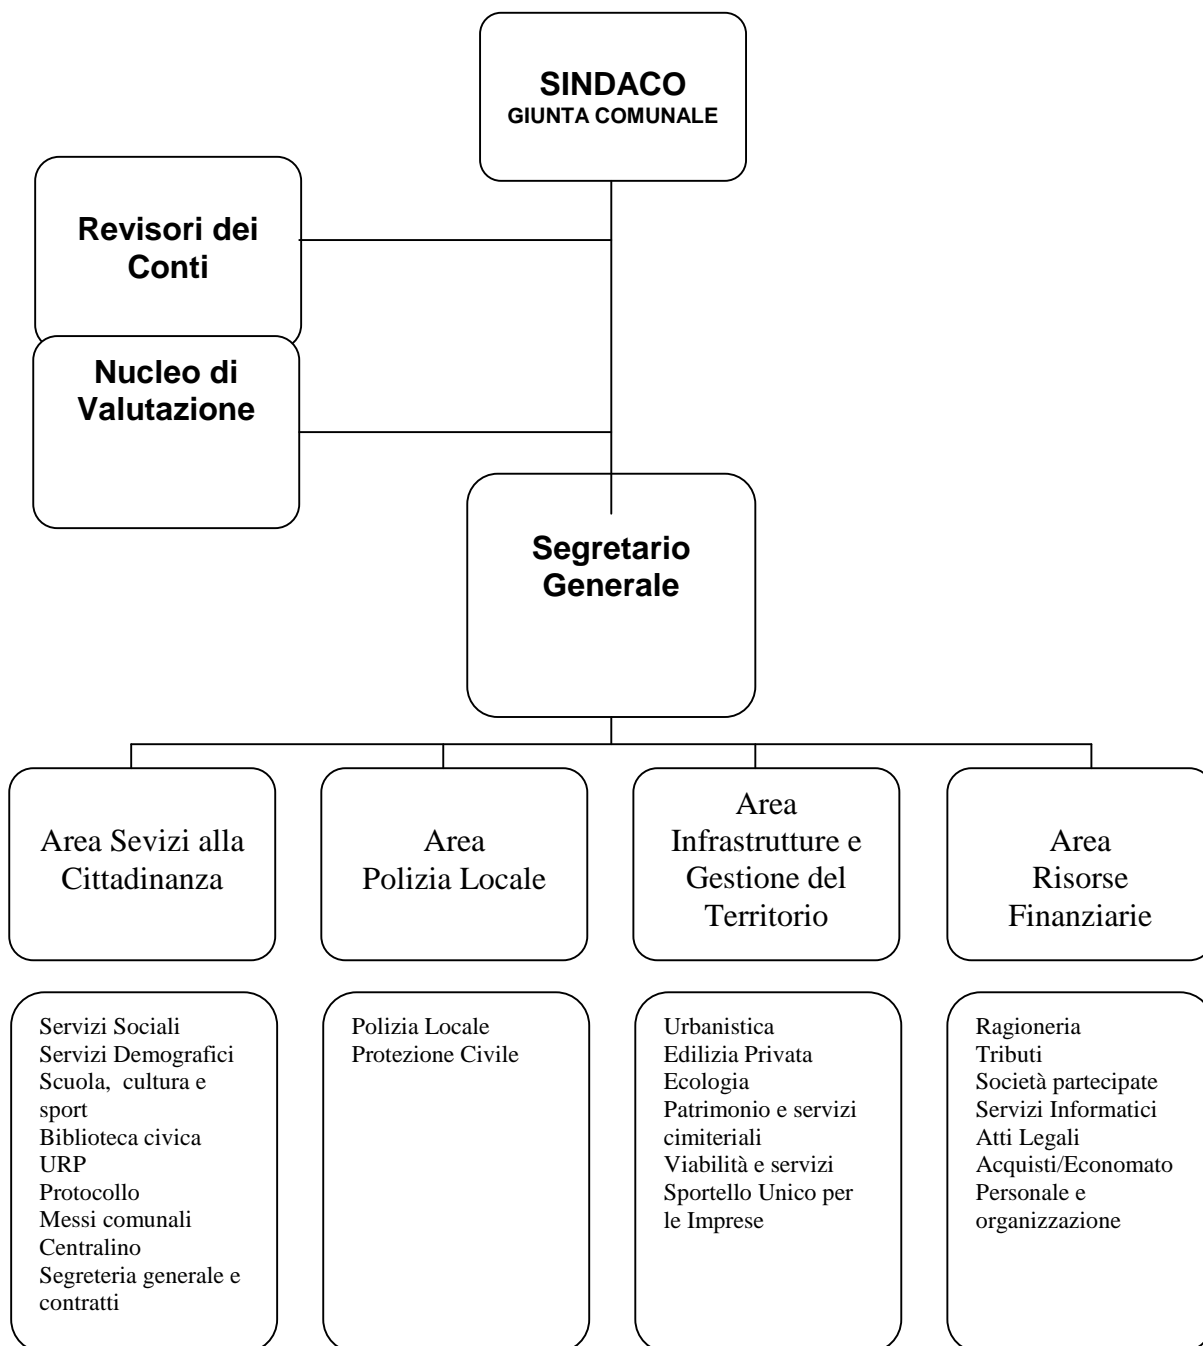 SINDACO
GIUNTA COMUNALE
Revisori dei
Conti
Nucleo di
Valutazione
Segretario
Generale
Area Sevizi alla
Cittadinanza
Area
Polizia Locale
Area
Infrastrutture e
Gestione del
Territorio
Area
Risorse
Finanziarie
Servizi Sociali
Servizi Demografici
Scuola, cultura e
sport
Biblioteca civica
URP
Protocollo
Messi comunali
Centralino
Segreteria generale e
contratti
Polizia Locale
Protezione Civile
Urbanistica
Edilizia Privata
Ecologia
Patrimonio e servizi
cimiteriali
Viabilità e servizi
Sportello Unico per
le Imprese
Ragioneria
Tributi
Società partecipate
Servizi Informatici
Atti Legali
Acquisti/Economato
Personale e
organizzazione